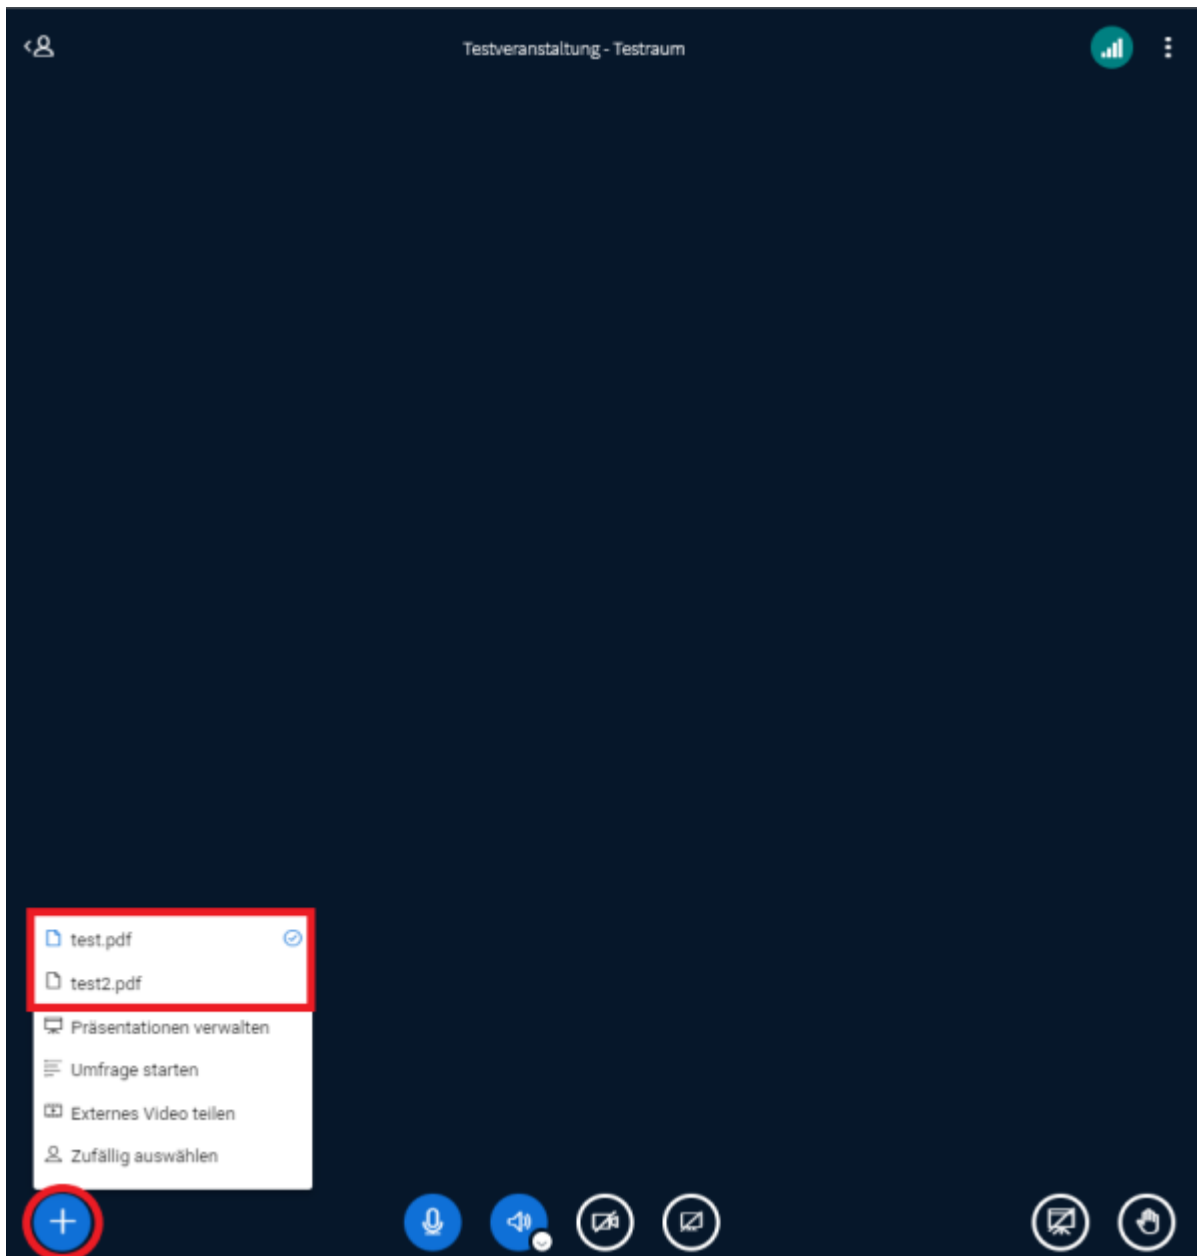 Testveranstaltung - Testraum
test.pdf
test2.pdf
Präsentationen verwalten
Umfrage starten
Externes Video teilen
Zufällig auswählen